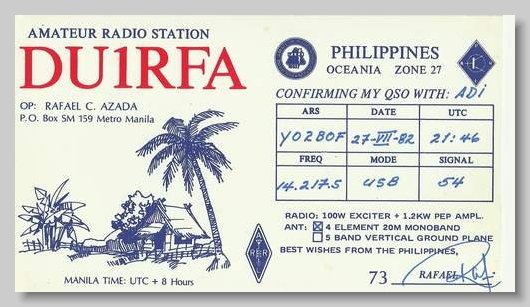 AMATEUR RADIO STATION
DU1RFA
OP: RAFAEL C. AZADA
P.O. Box SM 159 Metro Manila
MANILA TIME: UTC + 8 Hours
PHILIPPINES
OCEANIA ZONE 27
CONFIRMING MY QSO WITH: ADi
ARS DATE UTC
YO2BOF 27-VII-82 21:46
FREQ MODE SIGNAL
14.217.5 USB 54
RADIO: 100W EXCITER + 1.2KW PEP AMPL.
ANT: 4 ELEMENT 20M MONOBAND
5 BAND VERTICAL GROUND PLANE
BEST WISHES FROM THE PHILIPPINES,
73 RAFAEL